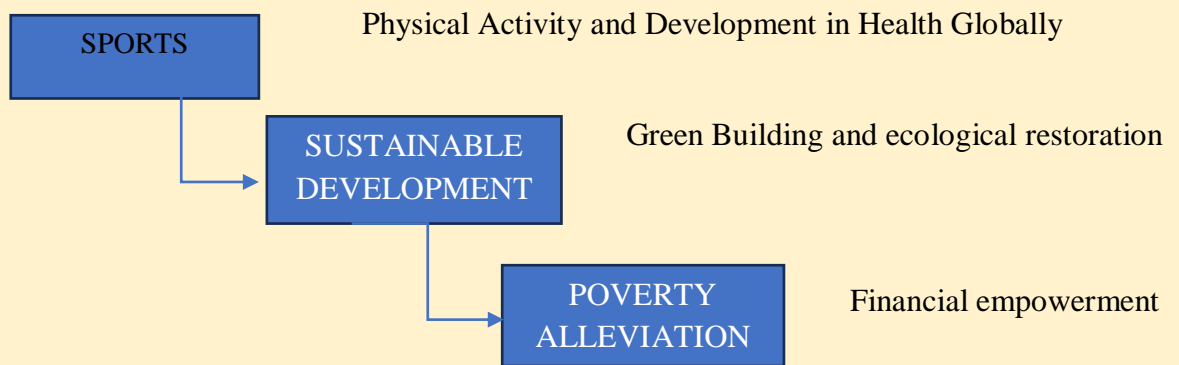 Physical Activity and Development in Health Globally
SPORTS
Green Building and ecological restoration
SUSTAINABLE
DEVELOPMENT
POVERTY
ALLEVIATION
Financial empowerment